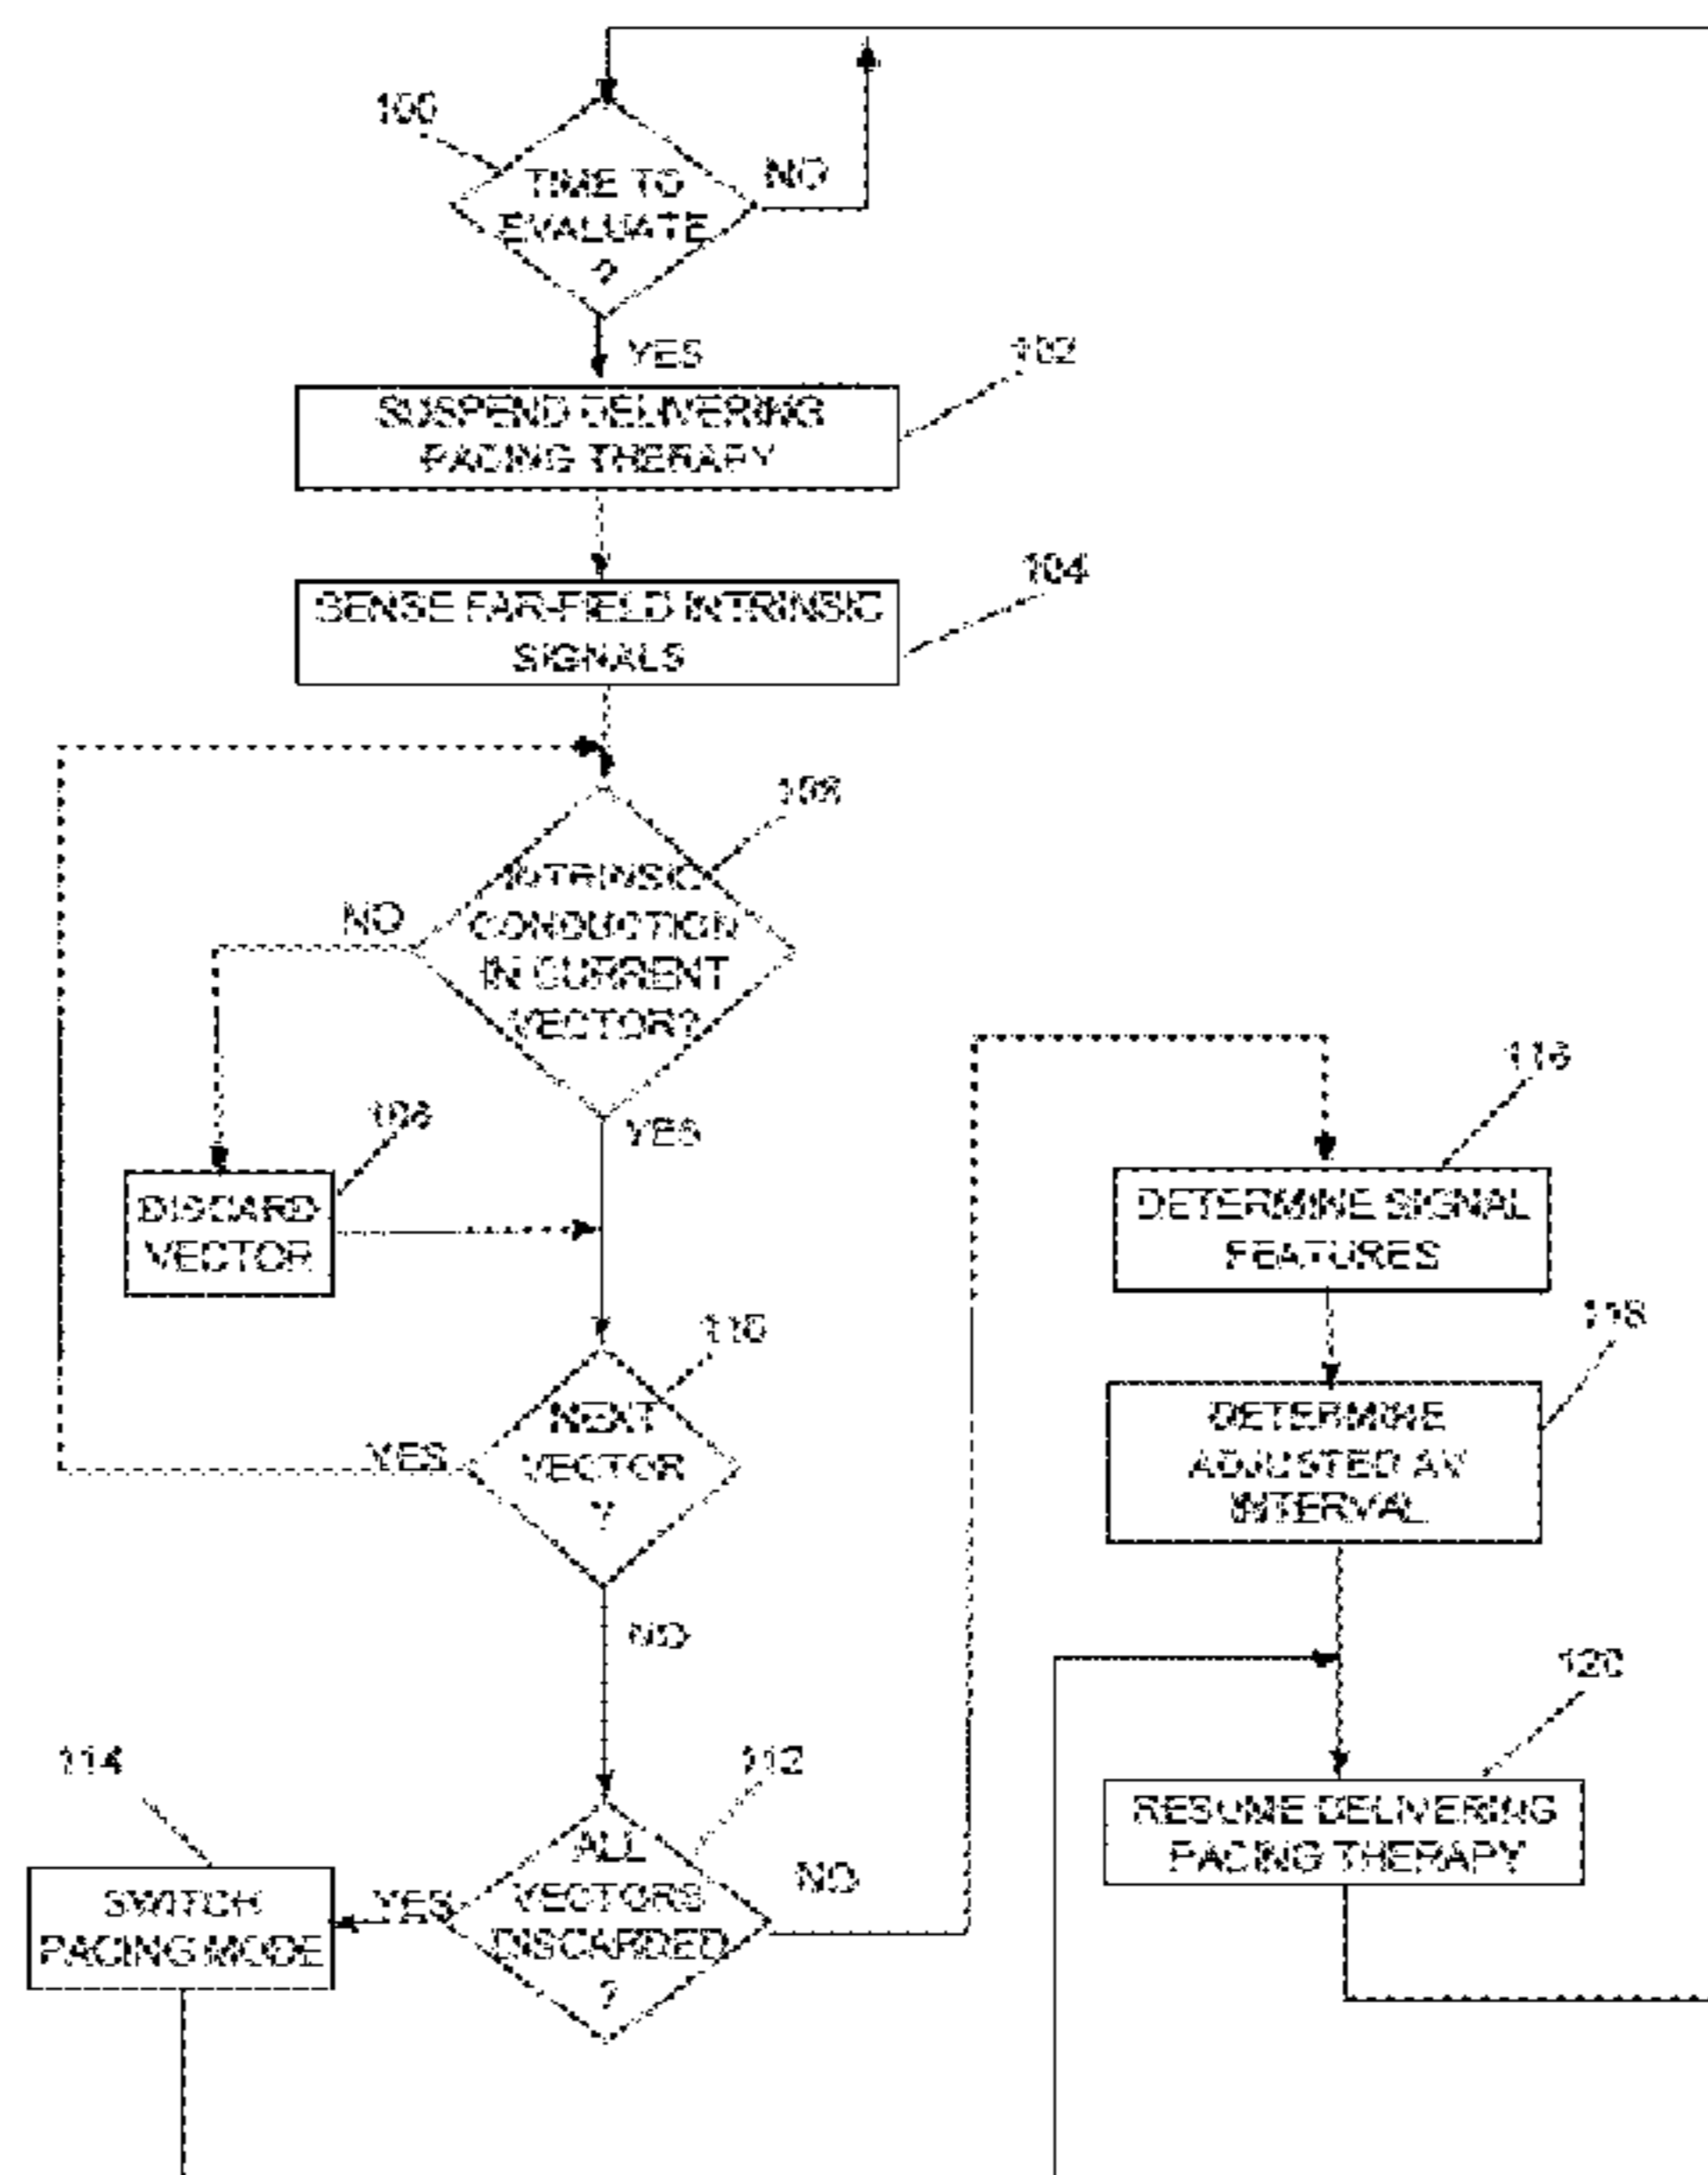 100
TIME TO
EVALUATE
?
NO
YES
102
SUSPEND DELIVERING
PACING THERAPY
104
SENSE FAR-FIELD INTRINSIC
SIGNALS
106
INTRINSIC
CONDUCTION
IN CURRENT
VECTOR?
NO
YES
108
DISCARD
VECTOR
110
NEXT
VECTOR
?
YES
NO
112
ALL
VECTORS
DISCARDED
?
YES
NO
114
SWITCH
PACING MODE
116
DETERMINE SIGNAL
FEATURES
118
DETERMINE
ADJUSTED AV
INTERVAL
120
RESUME DELIVERING
PACING THERAPY